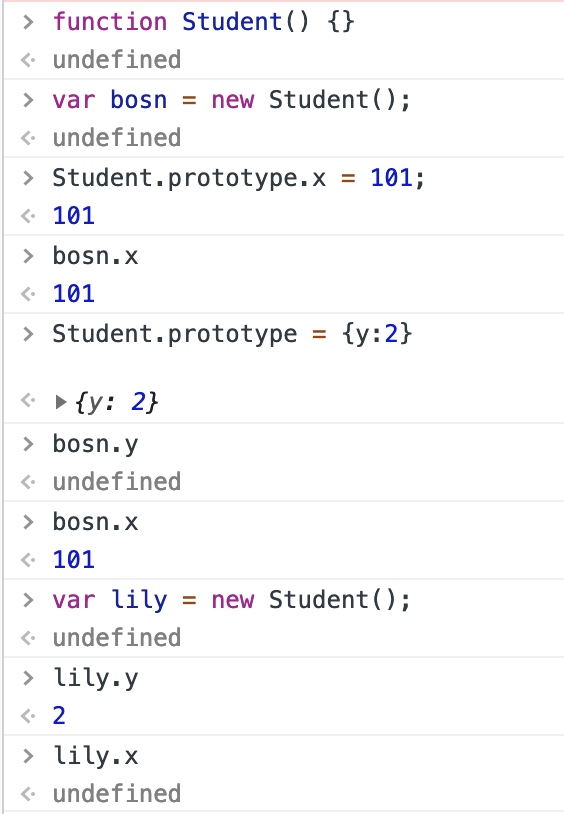 > function Student() {}
<· undefined
> var bosn = new Student();
<· undefined
> Student.prototype.x = 101;
<· 101
> bosn.x
<· 101
> Student.prototype = {y:2}
<· ▶ {y: 2}
> bosn.y
<· undefined
> bosn.x
<· 101
> var lily = new Student();
<· undefined
> lily.y
<· 2
> lily.x
<· undefined